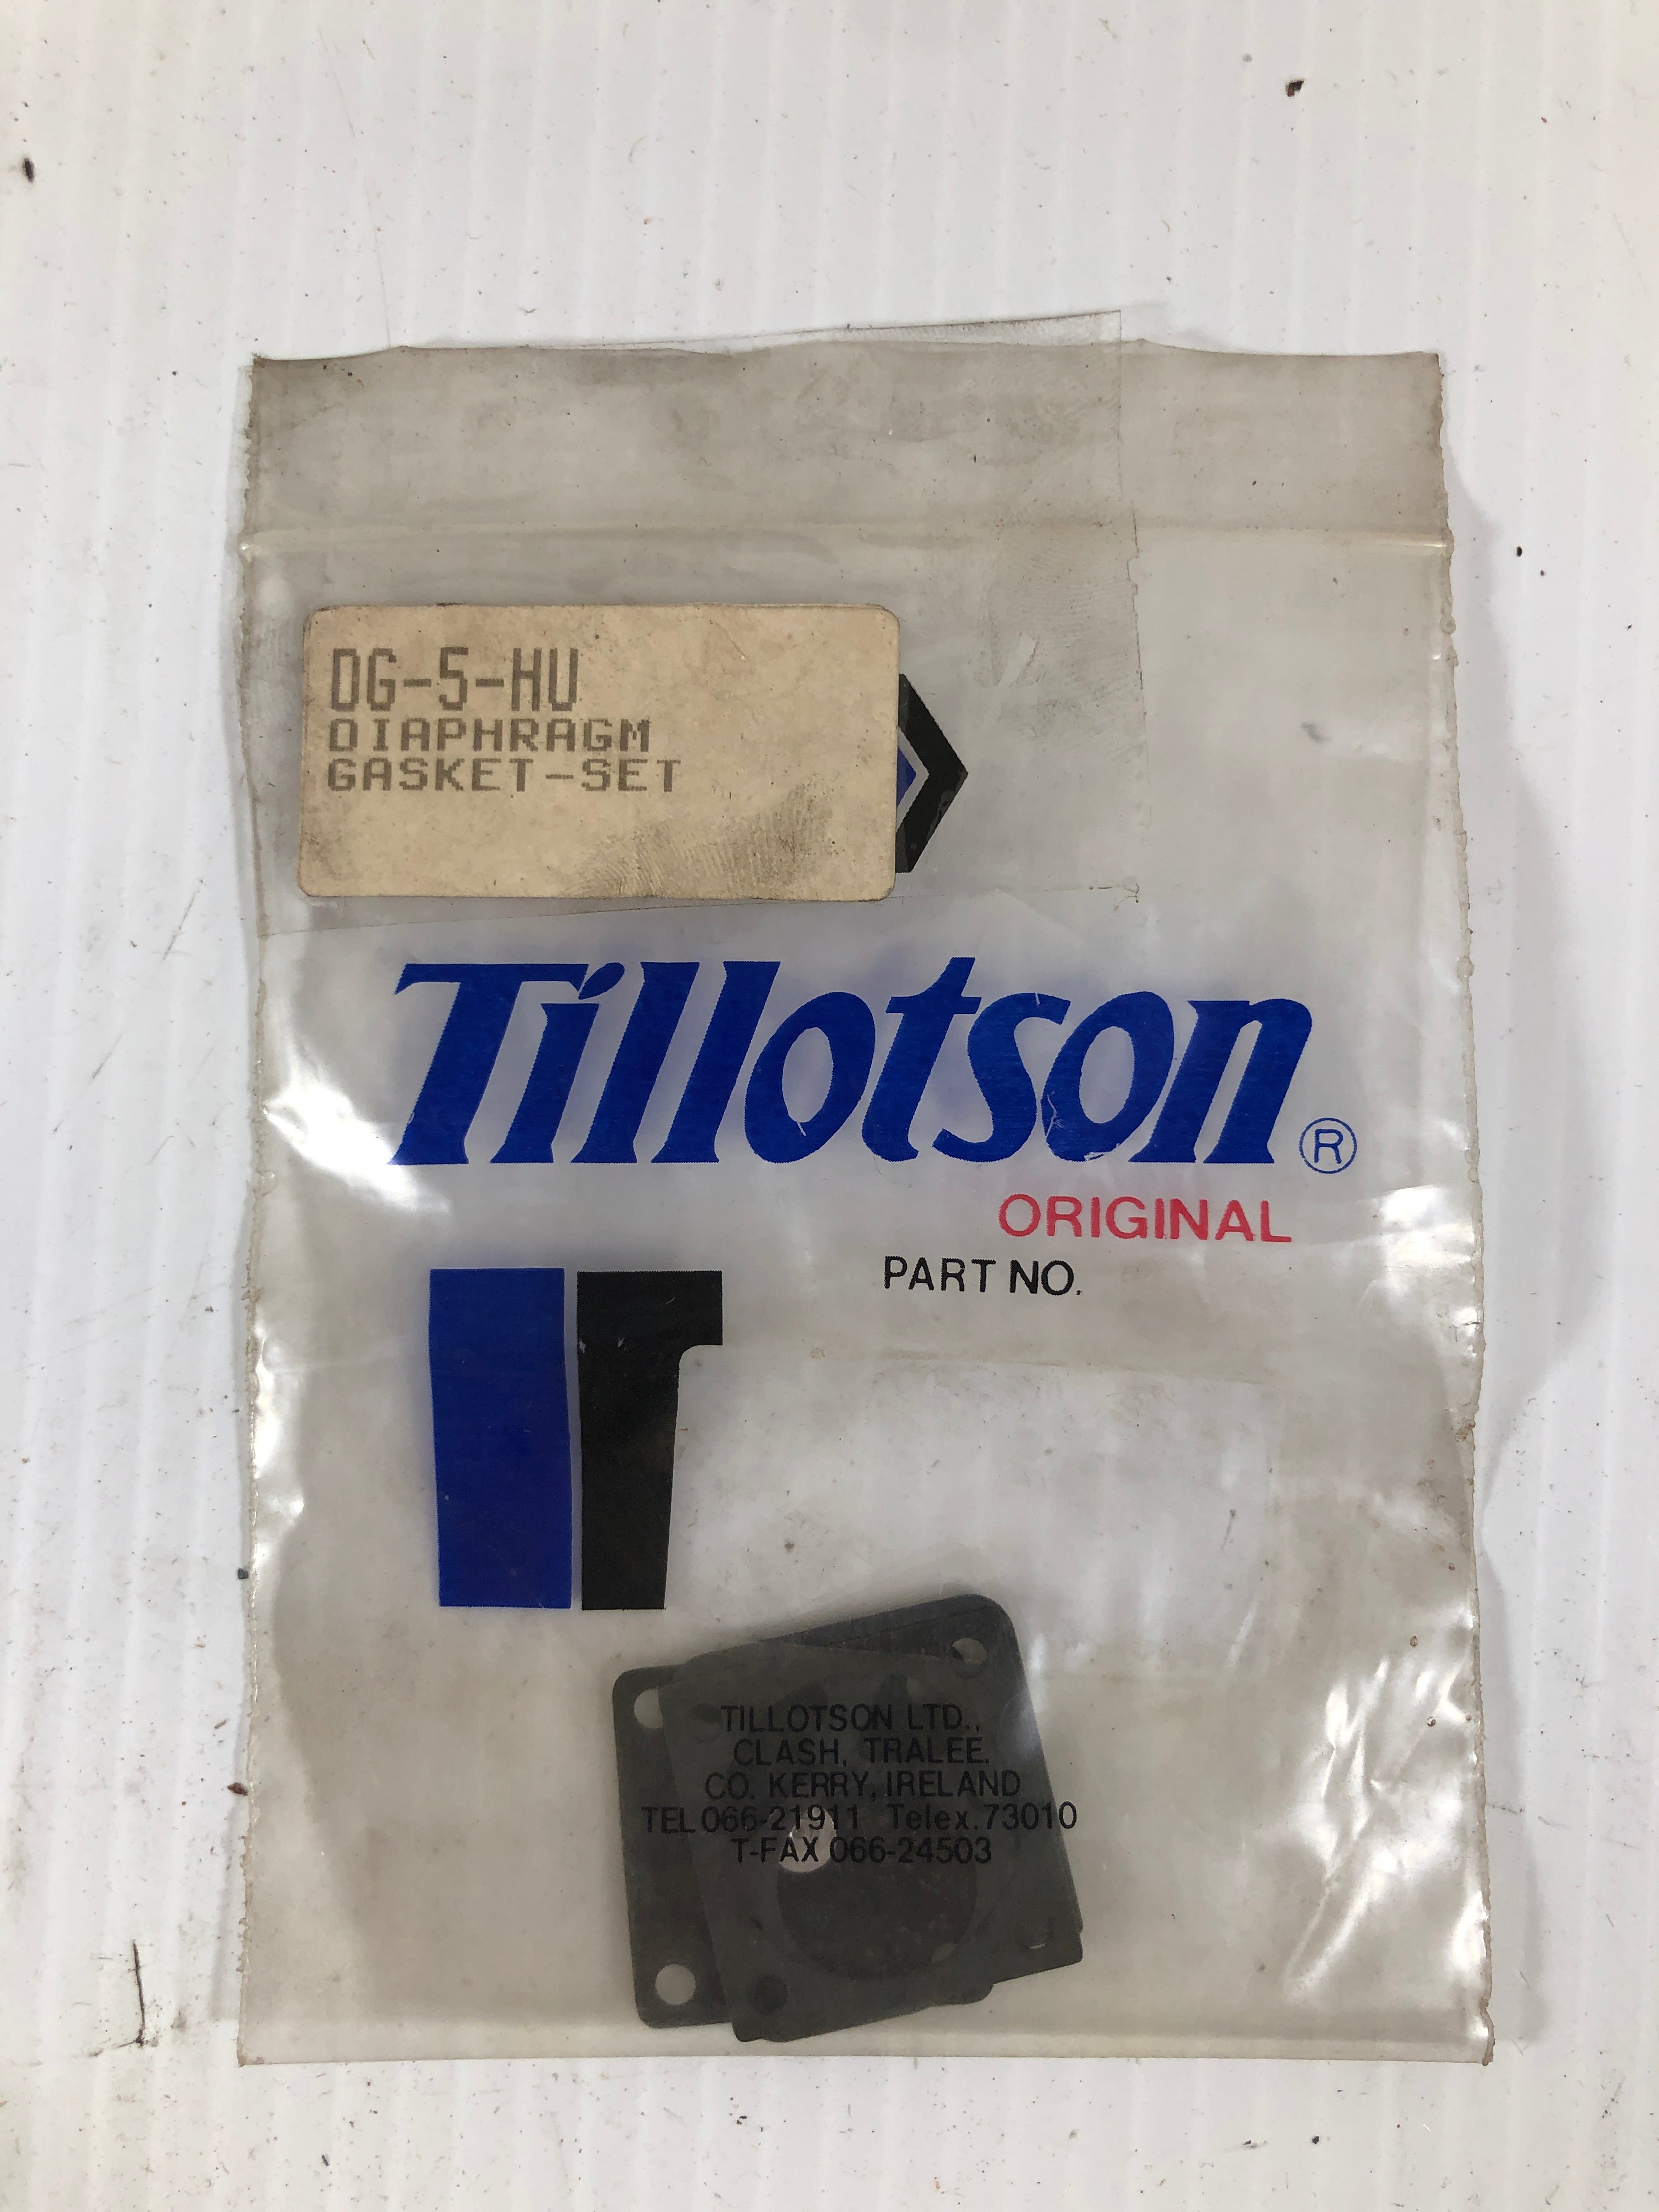 DG-5-HU
DIAPHRAGM
GASKET-SET
Tillotson®
ORIGINAL
PART NO.
TILLOTSON LTD.,
CLASH, TRALEE.
CO. KERRY, IRELAND
TEL 066-21911 Telex.73010
T-FAX 066-24503